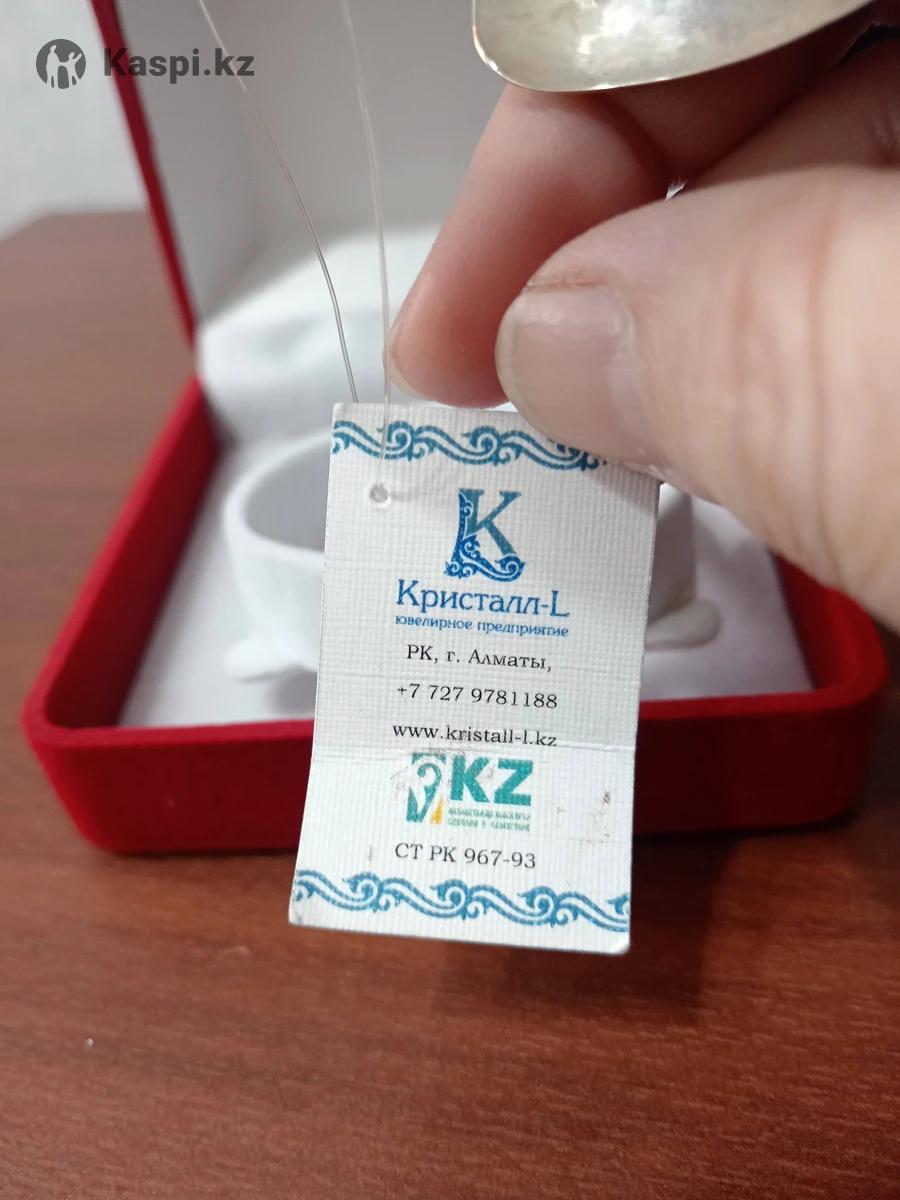 Kaspi.kz
К
Кристалл-L
ювелирное предприятие
РК, г. Алматы,
+7 727 9781188
www.kristall-l.kz
KZ
СТ РК 967-93